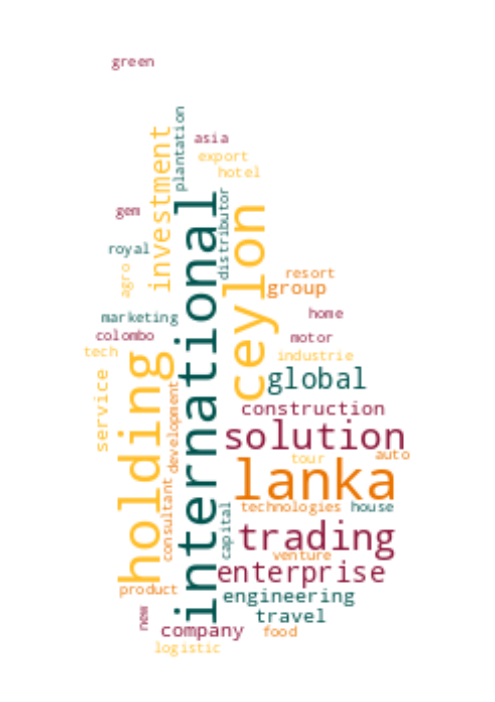 green
plantation
asia
investment
export
hotel
distributor
international
ceylon
gem
royal
agro
resort
group
marketing
home
colombo
motor
tech
industrie
holding
global
service
development
construction
solution
tour
auto
lanka
consultant
technologies
house
capital
trading
venture
enterprise
product
engineering
new
travel
company
food
logistic